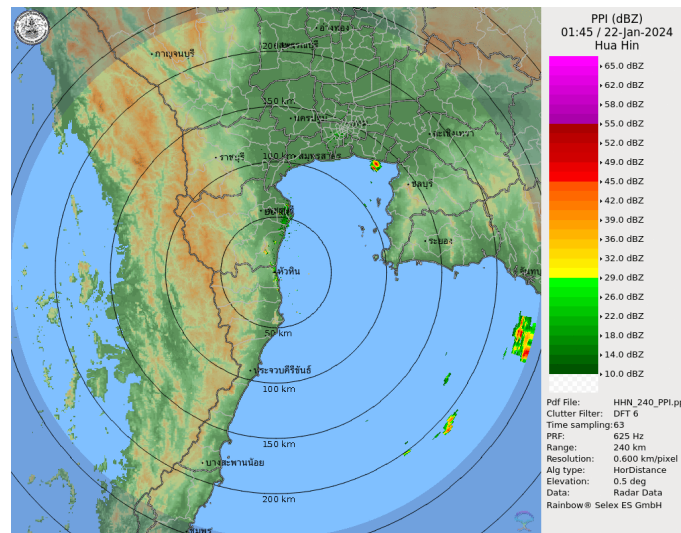 PPI (dBZ)
01:45 / 22-Jan-2024
Hua Hin
65.0 dBZ
62.0 dBZ
58.0 dBZ
55.0 dBZ
52.0 dBZ
49.0 dBZ
45.0 dBZ
42.0 dBZ
39.0 dBZ
36.0 dBZ
32.0 dBZ
29.0 dBZ
26.0 dBZ
22.0 dBZ
18.0 dBZ
14.0 dBZ
10.0 dBZ
Pdf File: HHN_240_PPI.p
Clutter Filter: DFT 6
Time sampling:63
PRF: 625 Hz
Range: 240 km
Resolution: 0.600 km/pixel
Alg type: HorDistance
Elevation: 0.5 deg
Data: Radar Data
Rainbow® Selex ES GmbH
อ่างทอง
กาญจนบุรี
150 km
นครปฐม
ฉะเชิงเทรา
ราชบุรี
100 km
สมุทรสาคร
ชลบุรี
ระยอง
หัวหิน
50 km
ประจวบคีรีขันธ์
100 km
150 km
บางสะพานน้อย
200 km
ชุมพร